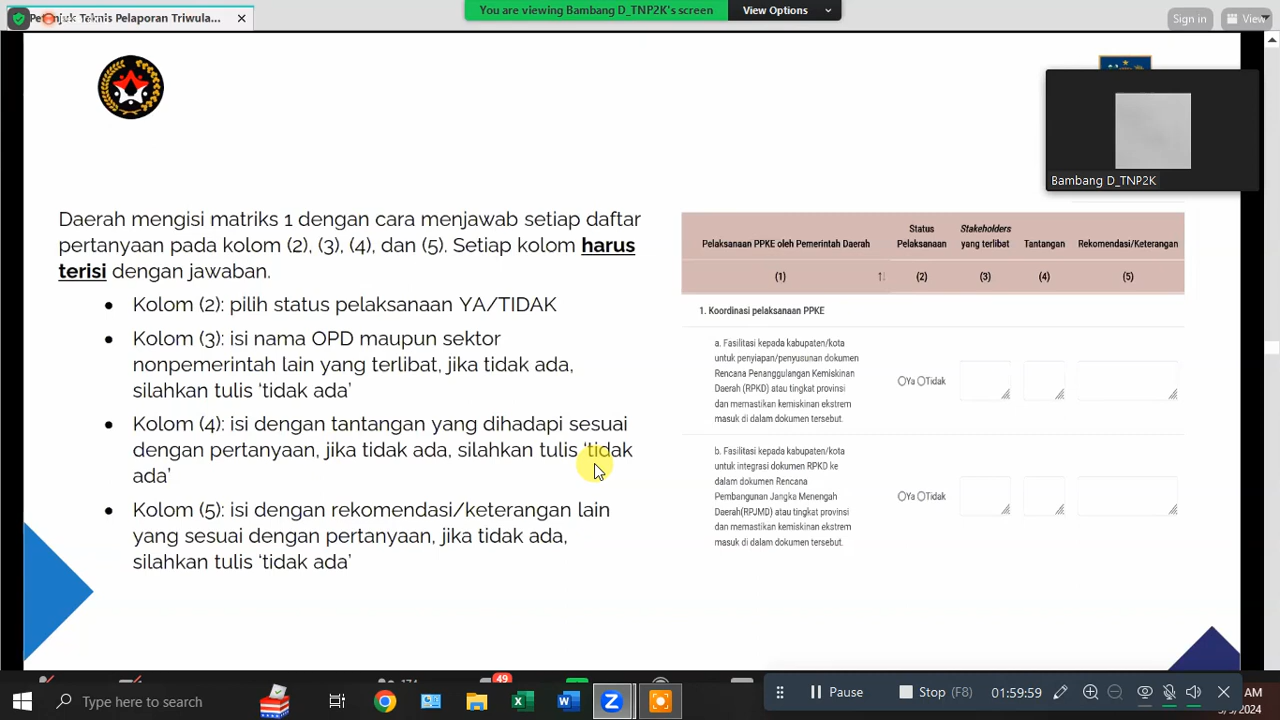 Petunjuk Teknis Pelaporan Triwula...
You are viewing Bambang D_TNP2K's screen
View Options
Sign in
View
Bambang D_TNP2K
Daerah mengisi matriks 1 dengan cara menjawab setiap daftar
pertanyaan pada kolom (2), (3), (4), dan (5). Setiap kolom harus
terisi dengan jawaban.
• Kolom (2): pilih status pelaksanaan YA/TIDAK
• Kolom (3): isi nama OPD maupun sektor
nonpemerintah lain yang terlibat, jika tidak ada,
silahkan tulis 'tidak ada'
• Kolom (4): isi dengan tantangan yang dihadapi sesuai
dengan pertanyaan, jika tidak ada, silahkan tulis 'tidak
ada'
• Kolom (5): isi dengan rekomendasi/keterangan lain
yang sesuai dengan pertanyaan, jika tidak ada,
silahkan tulis 'tidak ada'
Pelaksanaan PPKE oleh Pemerintah Daerah
Status
Pelaksanaan
Stakeholders
yang terlibat
Tantangan
Rekomendasi/Keterangan
(1) (2) (3) (4) (5)
1. Koordinasi pelaksanaan PPKE
a. Fasilitasi kepada kabupaten/kota
untuk penyiapan/penyusunan dokumen
Rencana Penanggulangan Kemiskinan
Daerah (RPKD) atau tingkat provinsi
dan memastikan kemiskinan ekstrem
masuk di dalam dokumen tersebut.
Ya Tidak
b. Fasilitasi kepada kabupaten/kota
untuk integrasi dokumen RPKD ke
dalam dokumen Rencana
Pembangunan Jangka Menengah
Daerah(RPJMD) atau tingkat provinsi
dan memastikan kemiskinan ekstrem
masuk di dalam dokumen tersebut.
Ya Tidak
49
174
Type here to search
Pause
Stop (F8)
01:59:59
AM